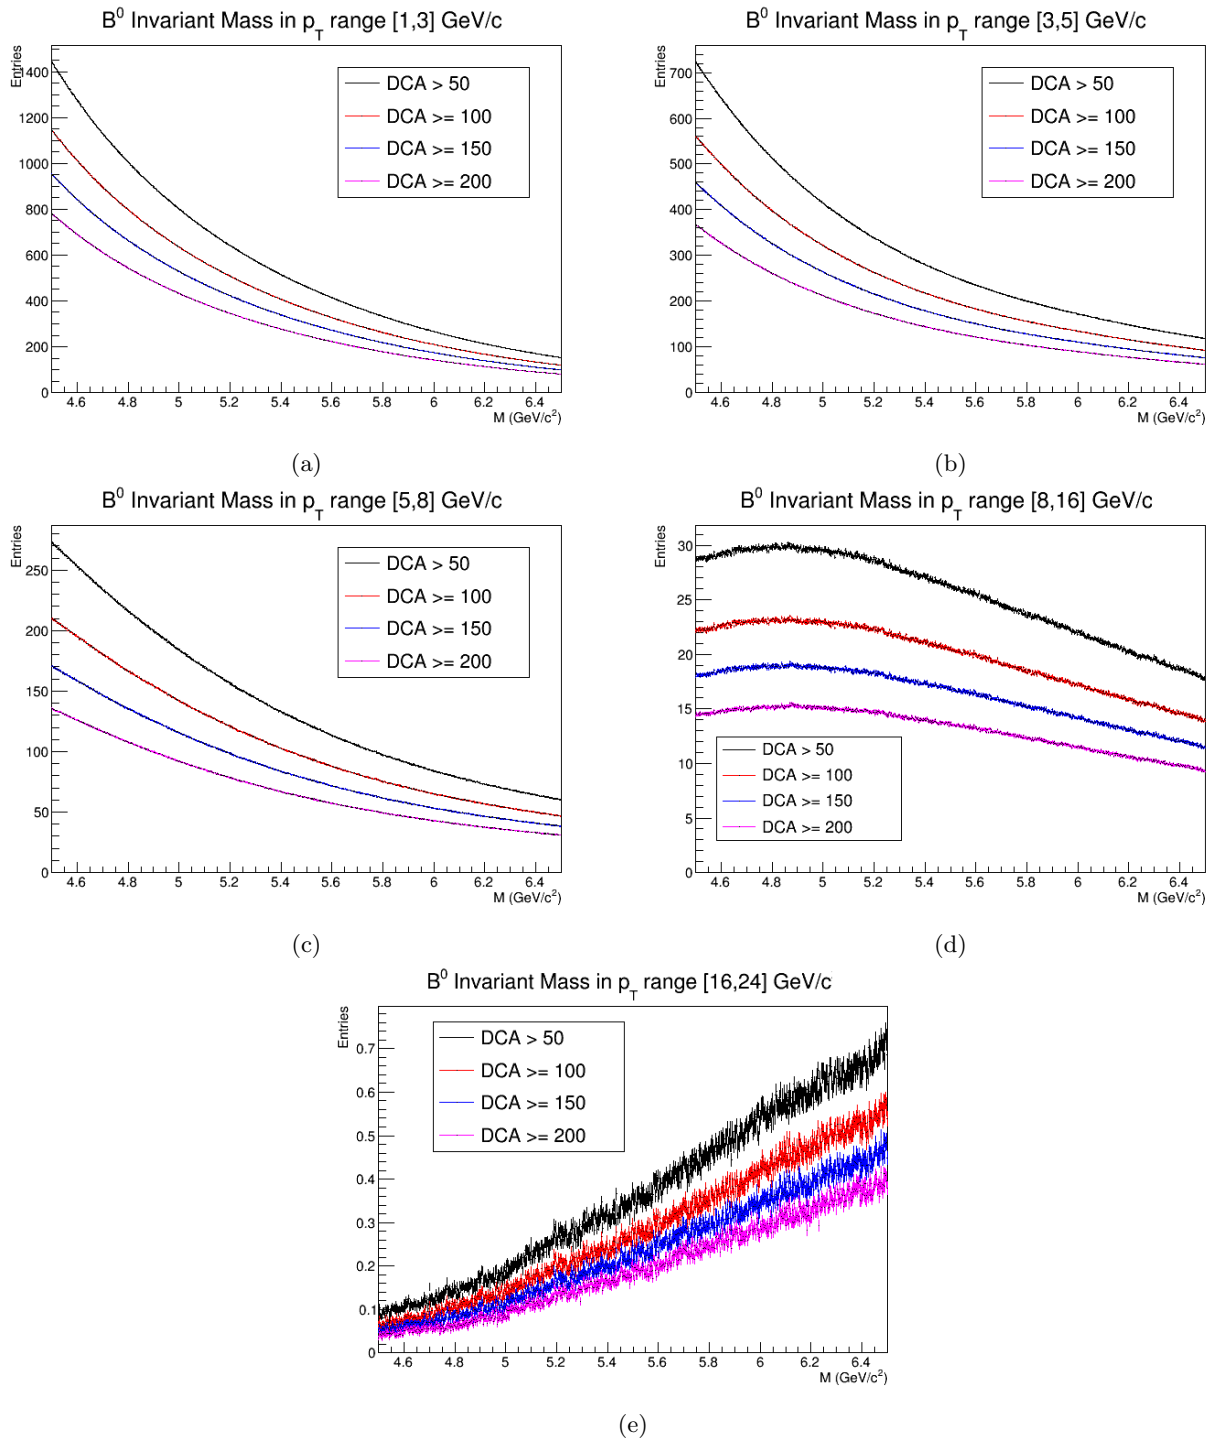 B⁰ Invariant Mass in p_T range [1,3] GeV/c
Entries
1400
1200
1000
800
600
400
200
0
DCA > 50
DCA >= 100
DCA >= 150
DCA >= 200
4.6 4.8 5 5.2 5.4 5.6 5.8 6 6.2 6.4
M (GeV/c²)
(a)
B⁰ Invariant Mass in p_T range [3,5] GeV/c
Entries
700
600
500
400
300
200
100
0
DCA > 50
DCA >= 100
DCA >= 150
DCA >= 200
4.6 4.8 5 5.2 5.4 5.6 5.8 6 6.2 6.4
M (GeV/c²)
(b)
B⁰ Invariant Mass in p_T range [5,8] GeV/c
Entries
250
200
150
100
50
0
DCA > 50
DCA >= 100
DCA >= 150
DCA >= 200
4.6 4.8 5 5.2 5.4 5.6 5.8 6 6.2 6.4
M (GeV/c²)
(c)
B⁰ Invariant Mass in p_T range [8,16] GeV/c
Entries
30
25
20
15
10
5
0
DCA > 50
DCA >= 100
DCA >= 150
DCA >= 200
4.6 4.8 5 5.2 5.4 5.6 5.8 6 6.2 6.4
M (GeV/c²)
(d)
B⁰ Invariant Mass in p_T range [16,24] GeV/c
Entries
0.7
0.6
0.5
0.4
0.3
0.2
0.1
0
DCA > 50
DCA >= 100
DCA >= 150
DCA >= 200
4.6 4.8 5 5.2 5.4 5.6 5.8 6 6.2 6.4
M (GeV/c²)
(e)